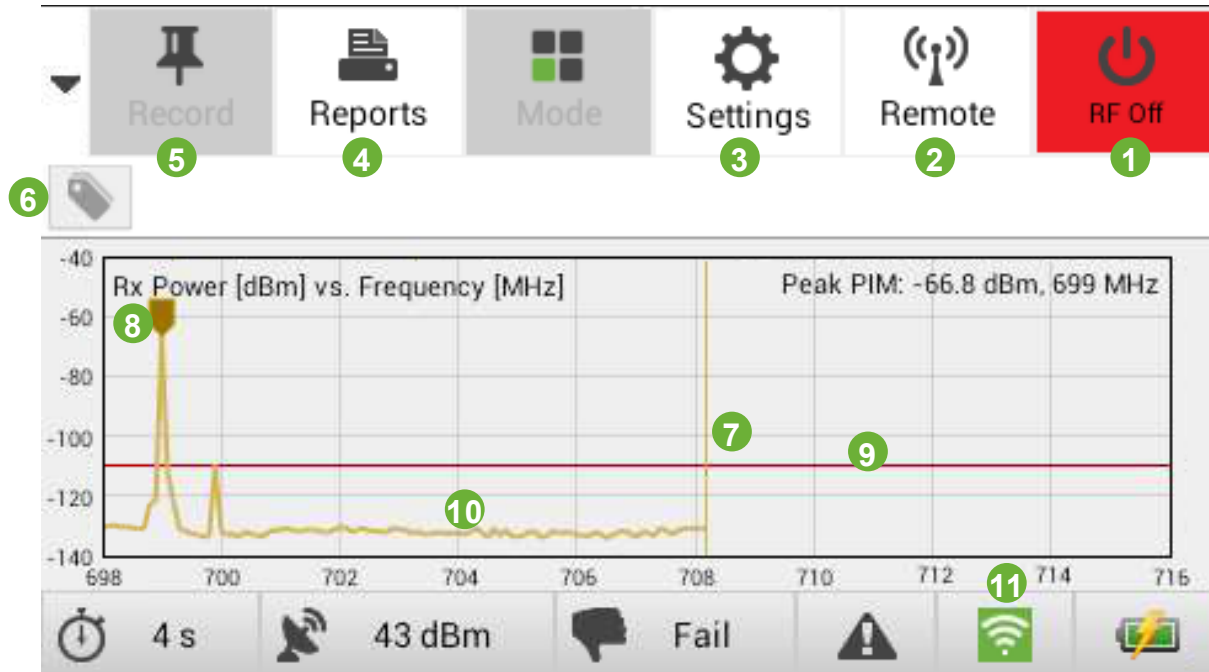 Record
Reports
Mode
Settings
Remote
RF Off
5
4
3
2
1
6
-40
Rx Power [dBm] vs. Frequency [MHz]
Peak PIM: -66.8 dBm, 699 MHz
8
-60
-80
-100
7
9
-120
10
-140
698
700
702
704
706
708
710
712
11
714
716
4 s
43 dBm
Fail